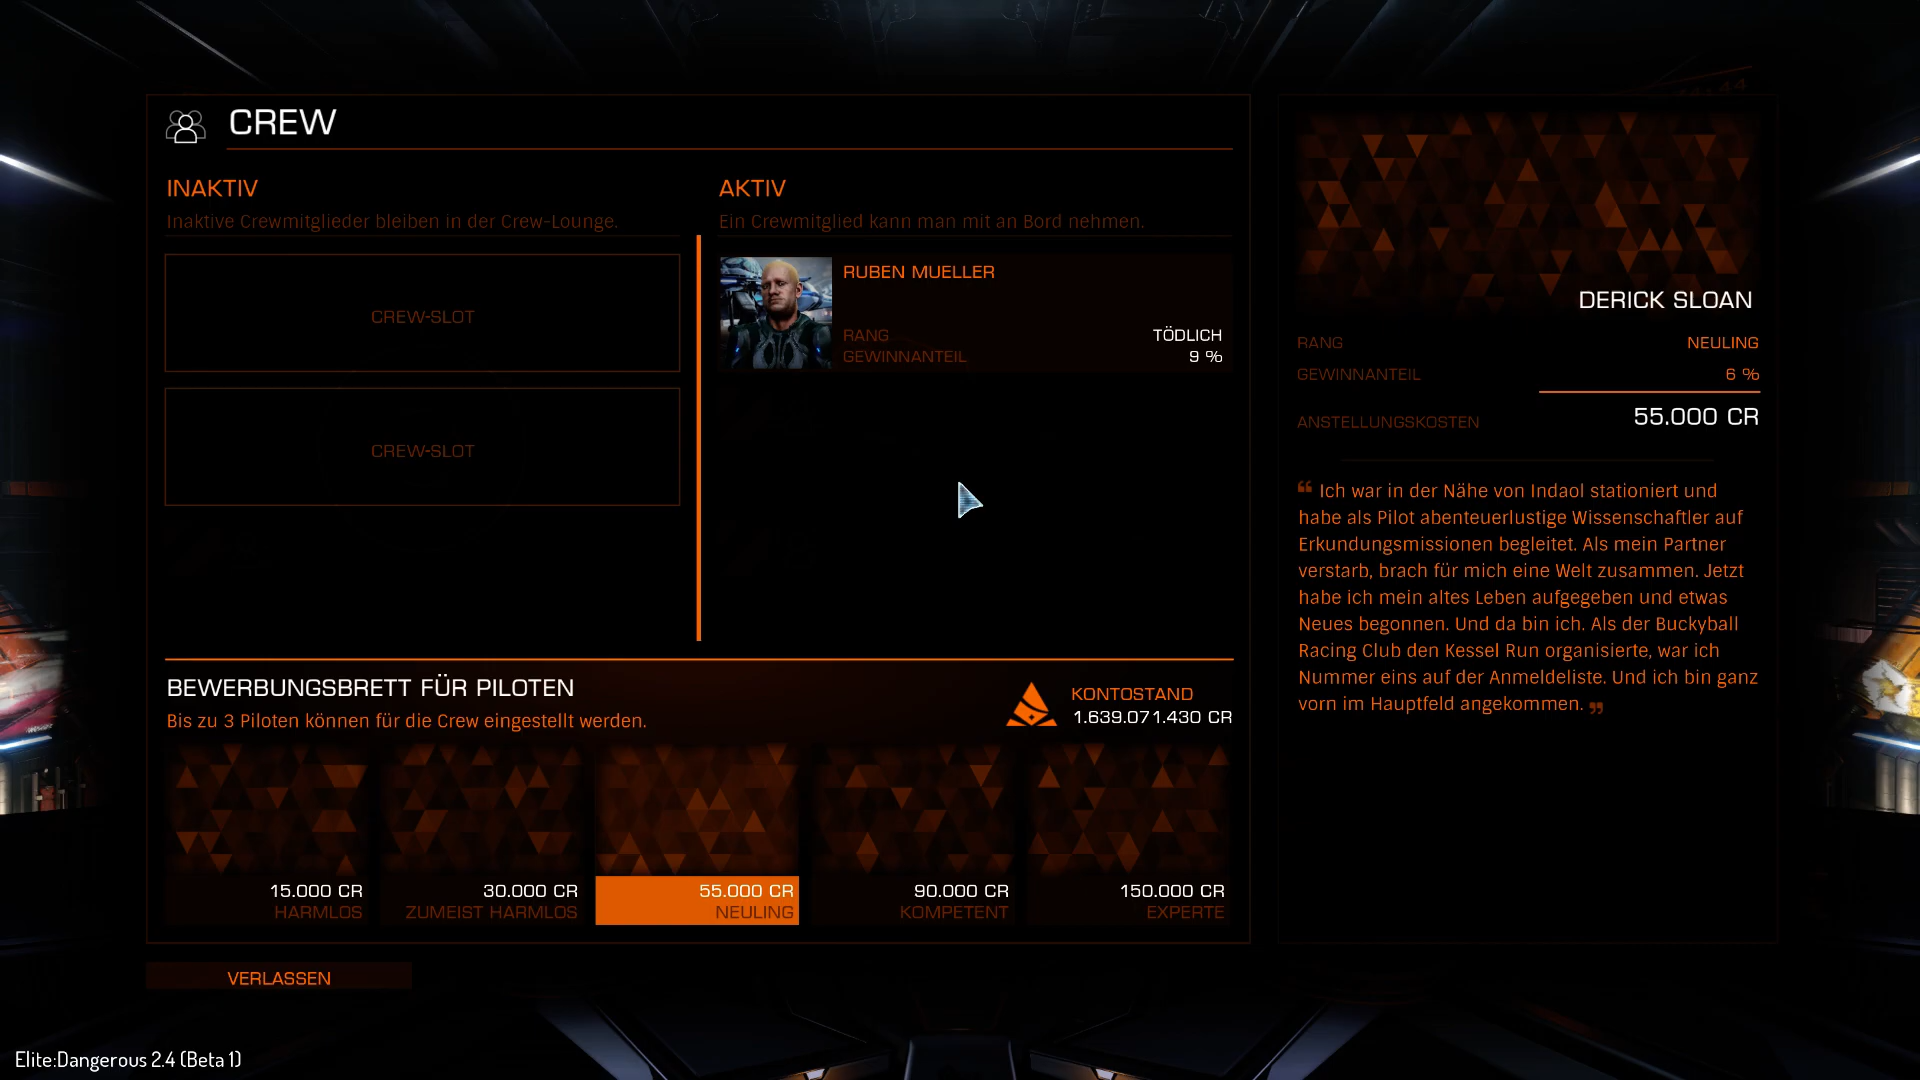 CREW
INAKTIV
Inaktive Crewmitglieder bleiben in der Crew-Lounge.
CREW-SLOT
CREW-SLOT
AKTIV
Ein Crewmitglied kann man mit an Bord nehmen.
RUBEN MUELLER
RANG TÖDLICH
GEWINNANTEIL 9 %
BEWERBUNGSBRETT FÜR PILOTEN
Bis zu 3 Piloten können für die Crew eingestellt werden.
KONTOSTAND
1.639.071.430 CR
15.000 CR
HARMLOS
30.000 CR
ZUMEIST HARMLOS
55.000 CR
NEULING
90.000 CR
KOMPETENT
150.000 CR
EXPERTE
VERLASSEN
DERICK SLOAN
RANG NEULING
GEWINNANTEIL 6 %
ANSTELLUNGSKOSTEN 55.000 CR
“ Ich war in der Nähe von Indaol stationiert und
habe als Pilot abenteuerlustige Wissenschaftler auf
Erkundungsmissionen begleitet. Als mein Partner
verstarb, brach für mich eine Welt zusammen. Jetzt
habe ich mein altes Leben aufgegeben und etwas
Neues begonnen. Und da bin ich. Als der Buckyball
Racing Club den Kessel Run organisierte, war ich
Nummer eins auf der Anmeldeliste. Und ich bin ganz
vorn im Hauptfeld angekommen. ”
Elite:Dangerous 2.4 (Beta 1)